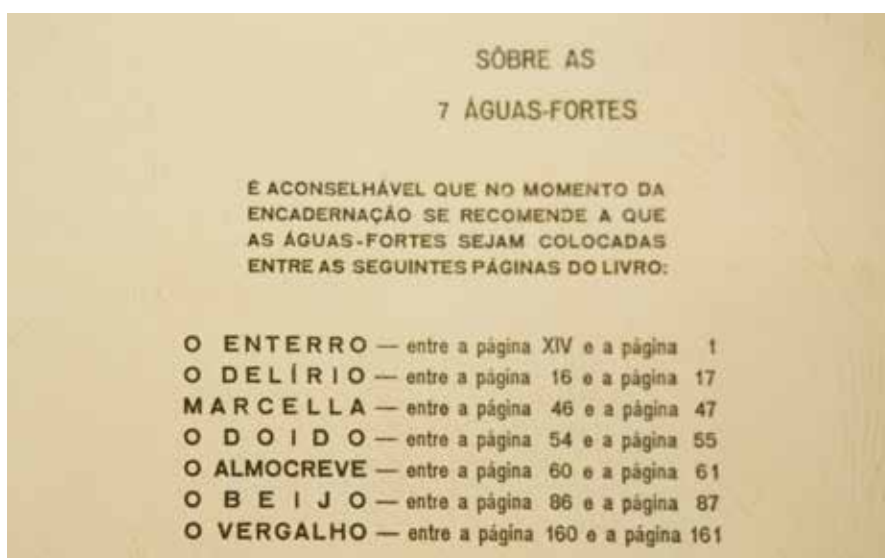 SÔBRE AS
7 ÁGUAS-FORTES
É ACONSELHÁVEL QUE NO MOMENTO DA
ENCADERNAÇÃO SE RECOMENDE A QUE
AS ÁGUAS-FORTES SEJAM COLOCADAS
ENTRE AS SEGUINTES PÁGINAS DO LIVRO:
O ENTERRO — entre a página XIV e a página 1
O DELÍRIO — entre a página 16 e a página 17
MARCELLA — entre a página 46 e a página 47
O DOIDO — entre a página 54 e a página 55
O ALMOCREVE — entre a página 60 e a página 61
O BEIJO — entre a página 86 e a página 87
O VERGALHO — entre a página 160 e a página 161